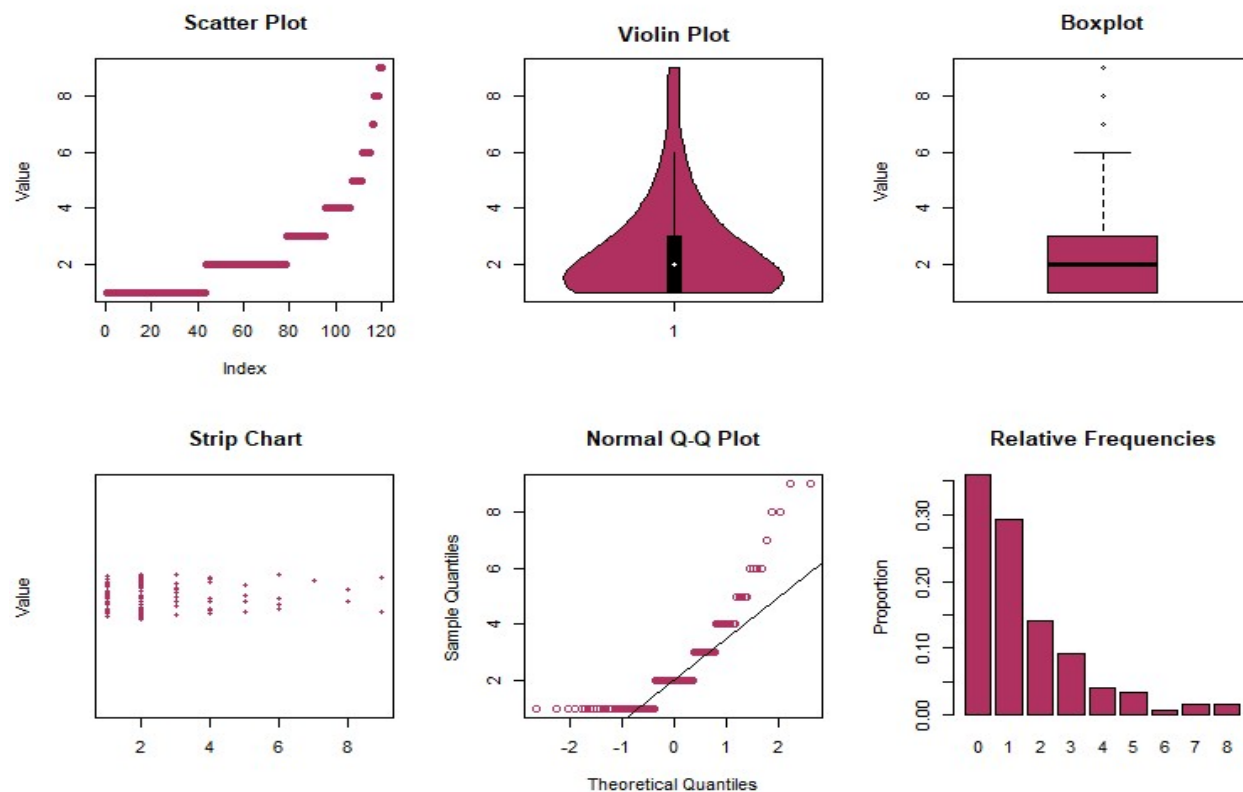 Scatter Plot
Value
8
6
4
2
0 20 40 60 80 100 120
Index
Violin Plot
8
6
4
2
1
Boxplot
Value
8
6
4
2
Strip Chart
Value
2 4 6 8
Normal Q-Q Plot
Sample Quantiles
8
6
4
2
-2 -1 0 1 2
Theoretical Quantiles
Relative Frequencies
Proportion
0.30
0.20
0.10
0.00
0 1 2 3 4 5 6 7 8